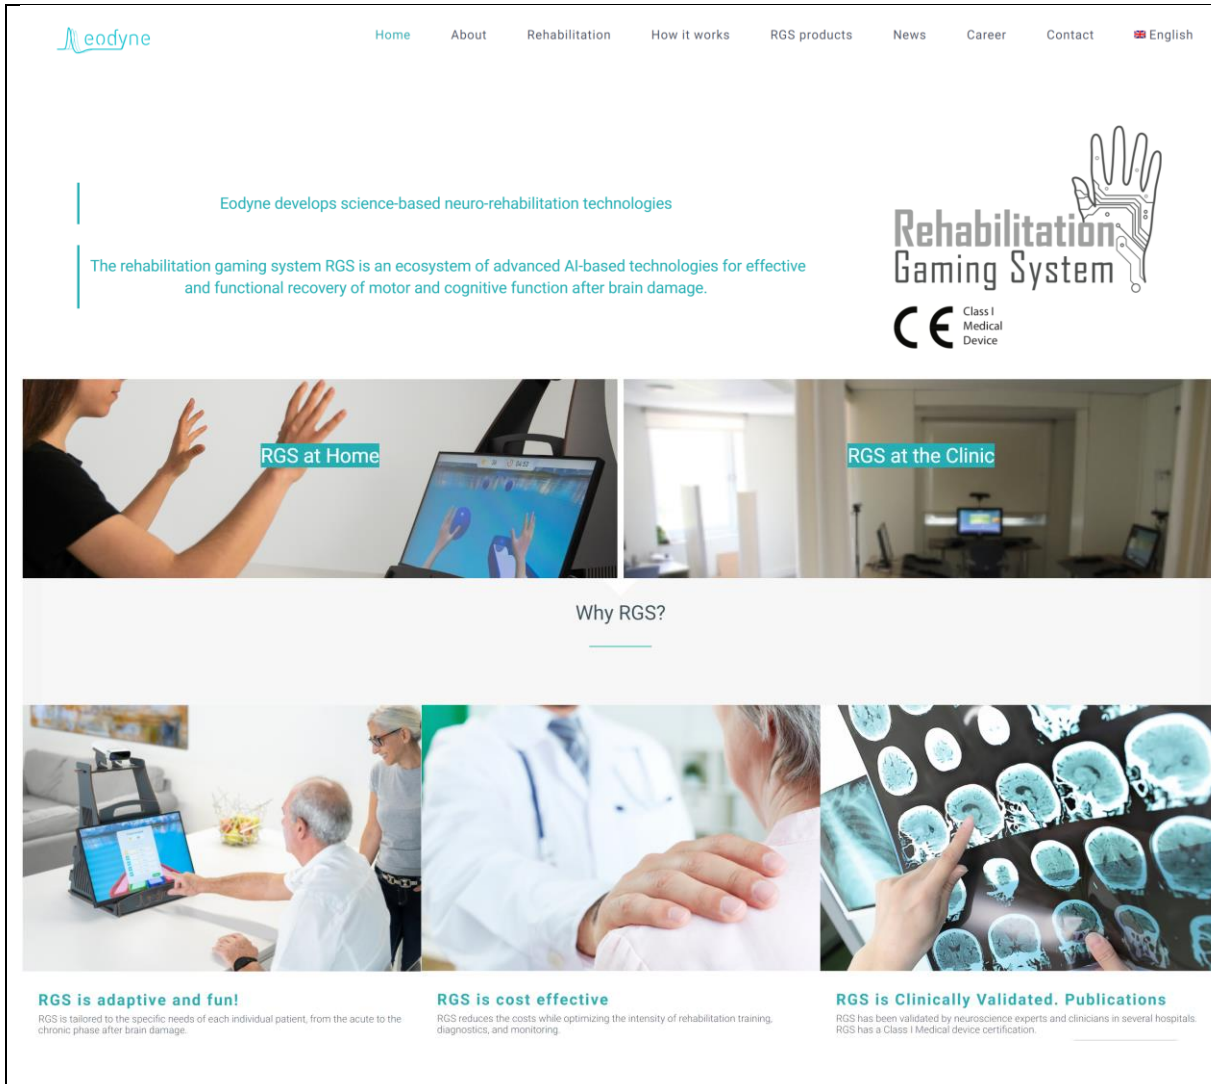 eodyne
Home About Rehabilitation How it works RGS products News Career Contact English
Eodyne develops science-based neuro-rehabilitation technologies
The rehabilitation gaming system RGS is an ecosystem of advanced AI-based technologies for effective
and functional recovery of motor and cognitive function after brain damage.
Rehabilitation
Gaming System
CE Class I
Medical
Device
RGS at Home
RGS at the Clinic
Why RGS?
RGS is adaptive and fun!
RGS is tailored to the specific needs of each individual patient, from the acute to the
chronic phase after brain damage.
RGS is cost effective
RGS reduces the costs while optimizing the intensity of rehabilitation training,
diagnostics, and monitoring.
RGS is Clinically Validated. Publications
RGS has been validated by neuroscience experts and clinicians in several hospitals.
RGS has a Class I Medical device certification.